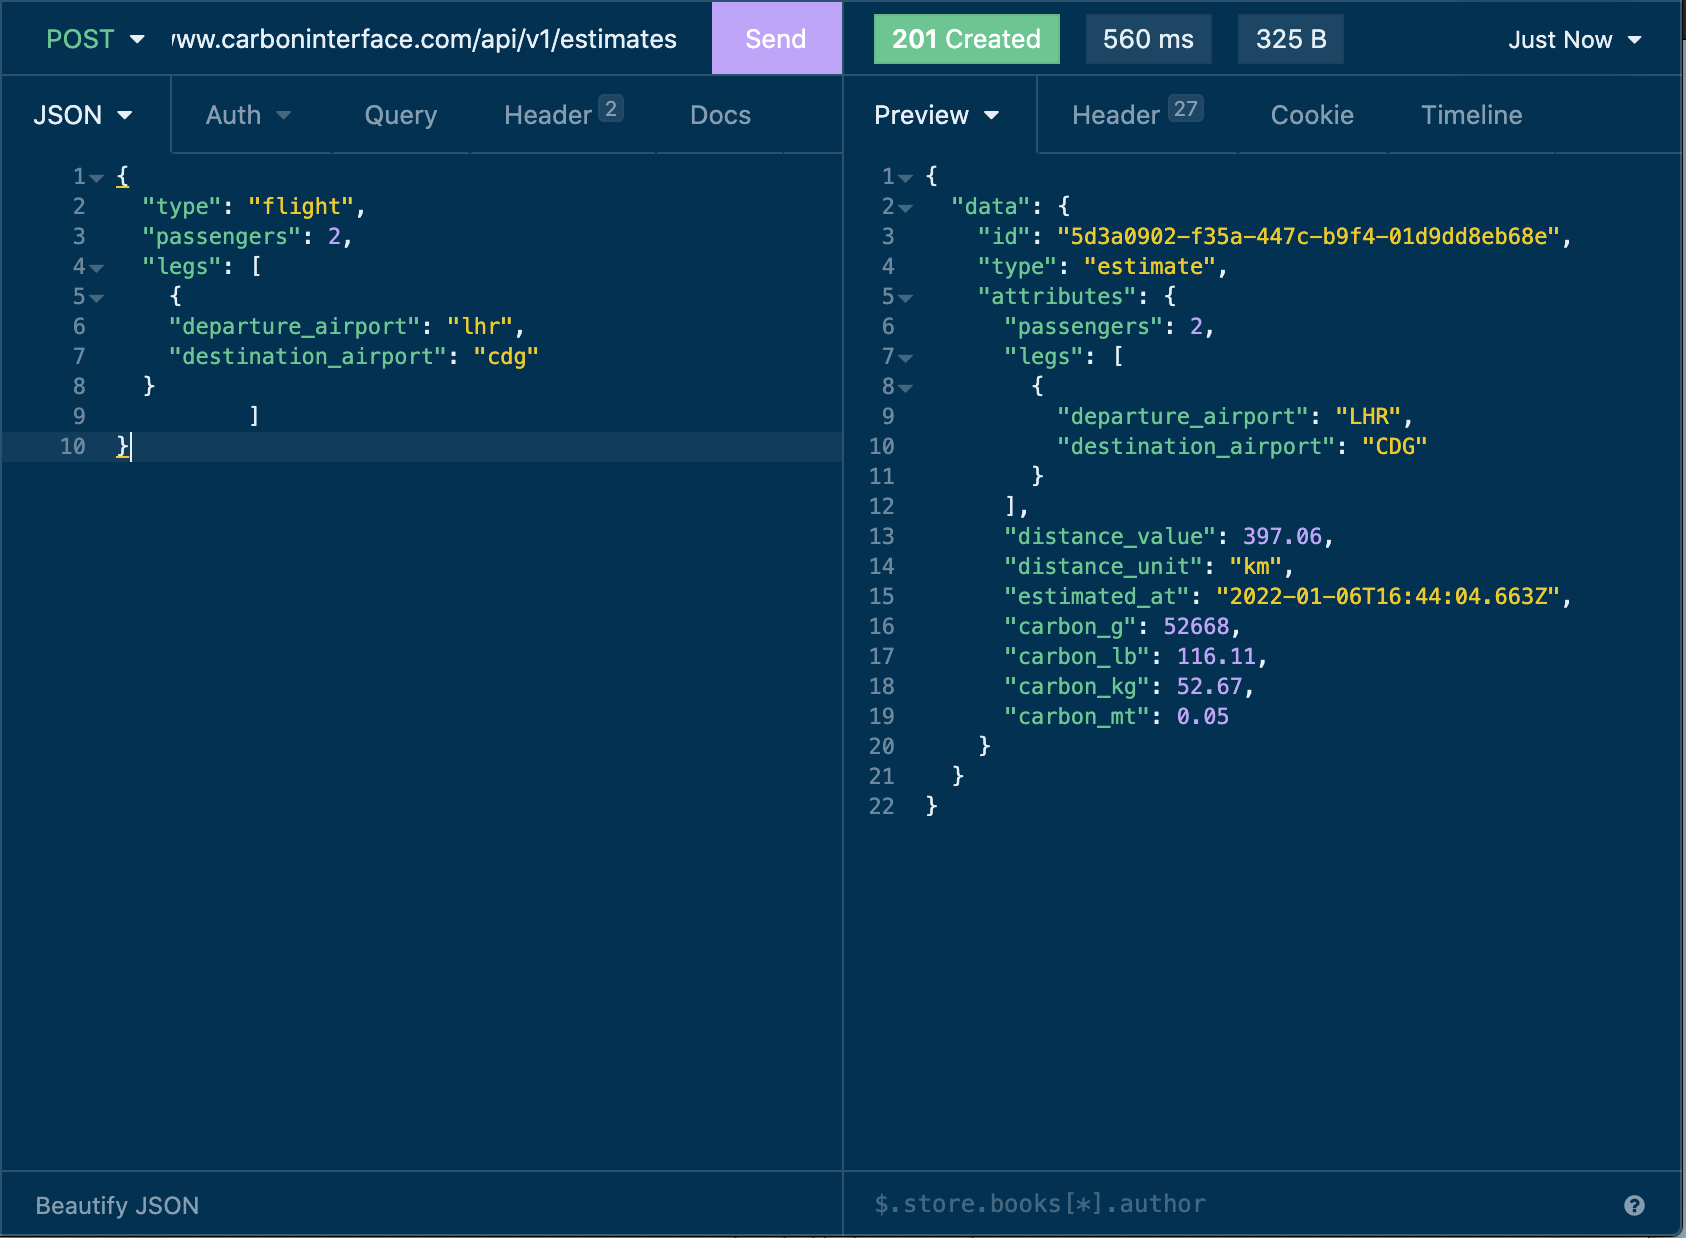 POST www.carboninterface.com/api/v1/estimates Send
JSON Auth Query Header 2 Docs
1 {
2 "type": "flight",
3 "passengers": 2,
4 "legs": [
5 {
6 "departure_airport": "lhr",
7 "destination_airport": "cdg"
8 }
9 ]
10 }
Beautify JSON
201 Created 560 ms 325 B Just Now
Preview Header 27 Cookie Timeline
1 {
2 "data": {
3 "id": "5d3a0902-f35a-447c-b9f4-01d9dd8eb68e",
4 "type": "estimate",
5 "attributes": {
6 "passengers": 2,
7 "legs": [
8 {
9 "departure_airport": "LHR",
10 "destination_airport": "CDG"
11 }
12 ],
13 "distance_value": 397.06,
14 "distance_unit": "km",
15 "estimated_at": "2022-01-06T16:44:04.663Z",
16 "carbon_g": 52668,
17 "carbon_lb": 116.11,
18 "carbon_kg": 52.67,
19 "carbon_mt": 0.05
20 }
21 }
22 }
$.store.books[*].author ?